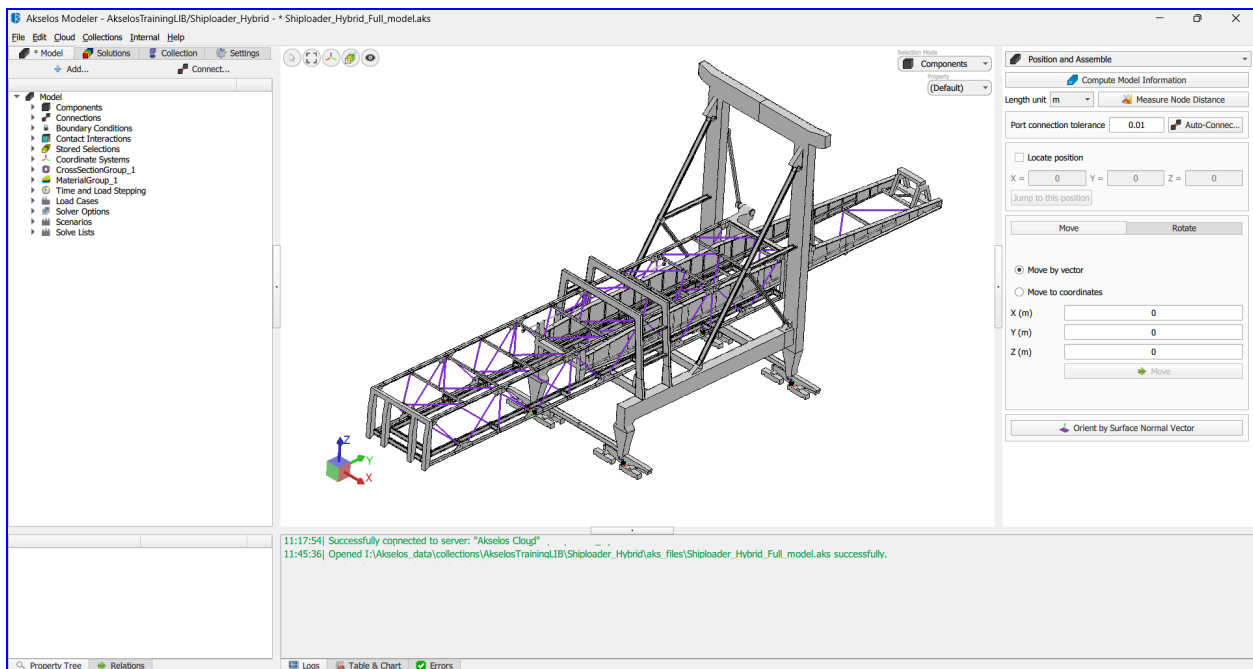 Akselos Modeler - AkselosTrainingLIB/Shiploader_Hybrid - * Shiploader_Hybrid_Full_model.aks
File Edit Cloud Collections Internal Help
* Model Solutions Collection Settings
Add... Connect...
Model
Components
Connections
Boundary Conditions
Contact Interactions
Stored Selections
Coordinate Systems
CrossSectionGroup_1
MaterialGroup_1
Time and Load Stepping
Load Cases
Solver Options
Scenarios
Solve Lists
Property Tree Relations
Selection Mode
Components
Property
(Default)
Z
Y
X
Position and Assemble
Compute Model Information
Length unit m Measure Node Distance
Port connection tolerance 0.01 Auto-Connec...
Locate position
X = 0 Y = 0 Z = 0
Jump to this position
Move Rotate
Move by vector
Move to coordinates
X (m) 0
Y (m) 0
Z (m) 0
Move
Orient by Surface Normal Vector
11:17:54| Successfully connected to server: "Akselos Cloud"
11:45:36| Opened I:\Akselos_data\collections\AkselosTrainingLIB\Shiploader_Hybrid\aks_files\Shiploader_Hybrid_Full_model.aks successfully.
Logs Table & Chart Errors